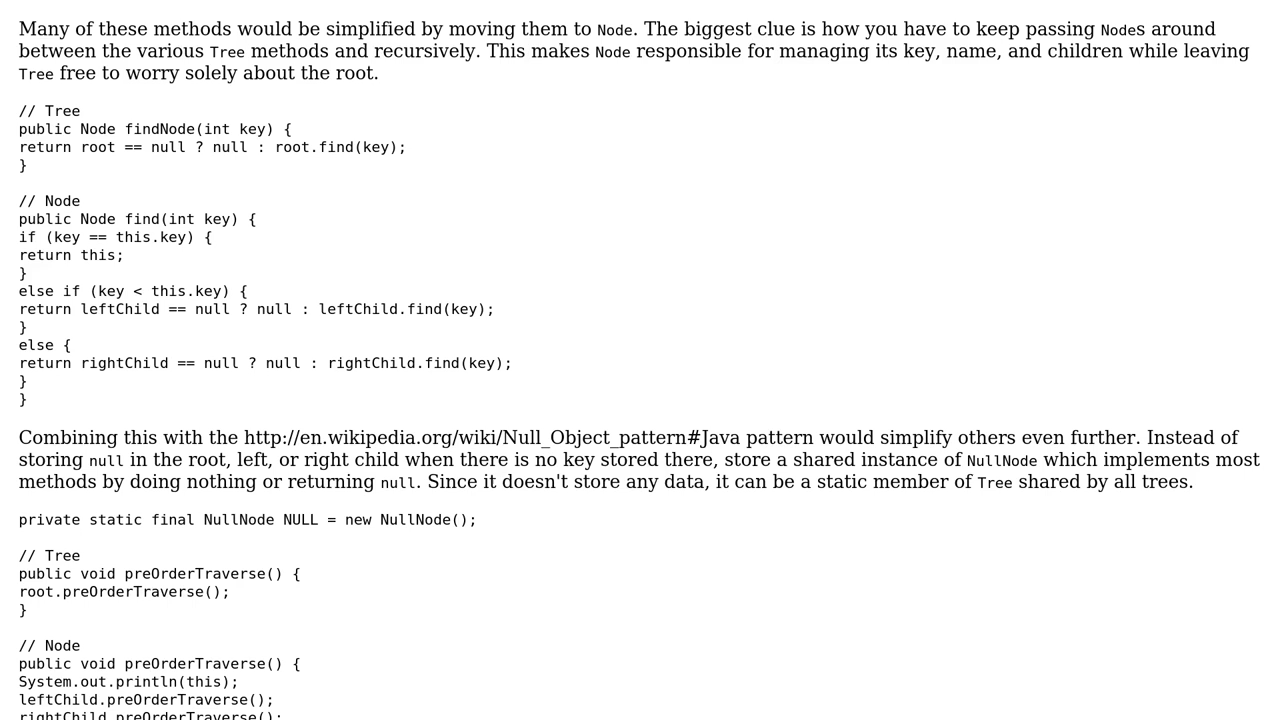 Many of these methods would be simplified by moving them to Node. The biggest clue is how you have to keep passing Nodes around
between the various Tree methods and recursively. This makes Node responsible for managing its key, name, and children while leaving
Tree free to worry solely about the root.
// Tree
public Node findNode(int key) {
return root == null ? null : root.find(key);
}
// Node
public Node find(int key) {
if (key == this.key) {
return this;
}
else if (key < this.key) {
return leftChild == null ? null : leftChild.find(key);
}
else {
return rightChild == null ? null : rightChild.find(key);
}
}
Combining this with the http://en.wikipedia.org/wiki/Null_Object_pattern#Java pattern would simplify others even further. Instead of
storing null in the root, left, or right child when there is no key stored there, store a shared instance of NullNode which implements most
methods by doing nothing or returning null. Since it doesn't store any data, it can be a static member of Tree shared by all trees.
private static final NullNode NULL = new NullNode();
// Tree
public void preOrderTraverse() {
root.preOrderTraverse();
}
// Node
public void preOrderTraverse() {
System.out.println(this);
leftChild.preOrderTraverse();
rightChild.preOrderTraverse();